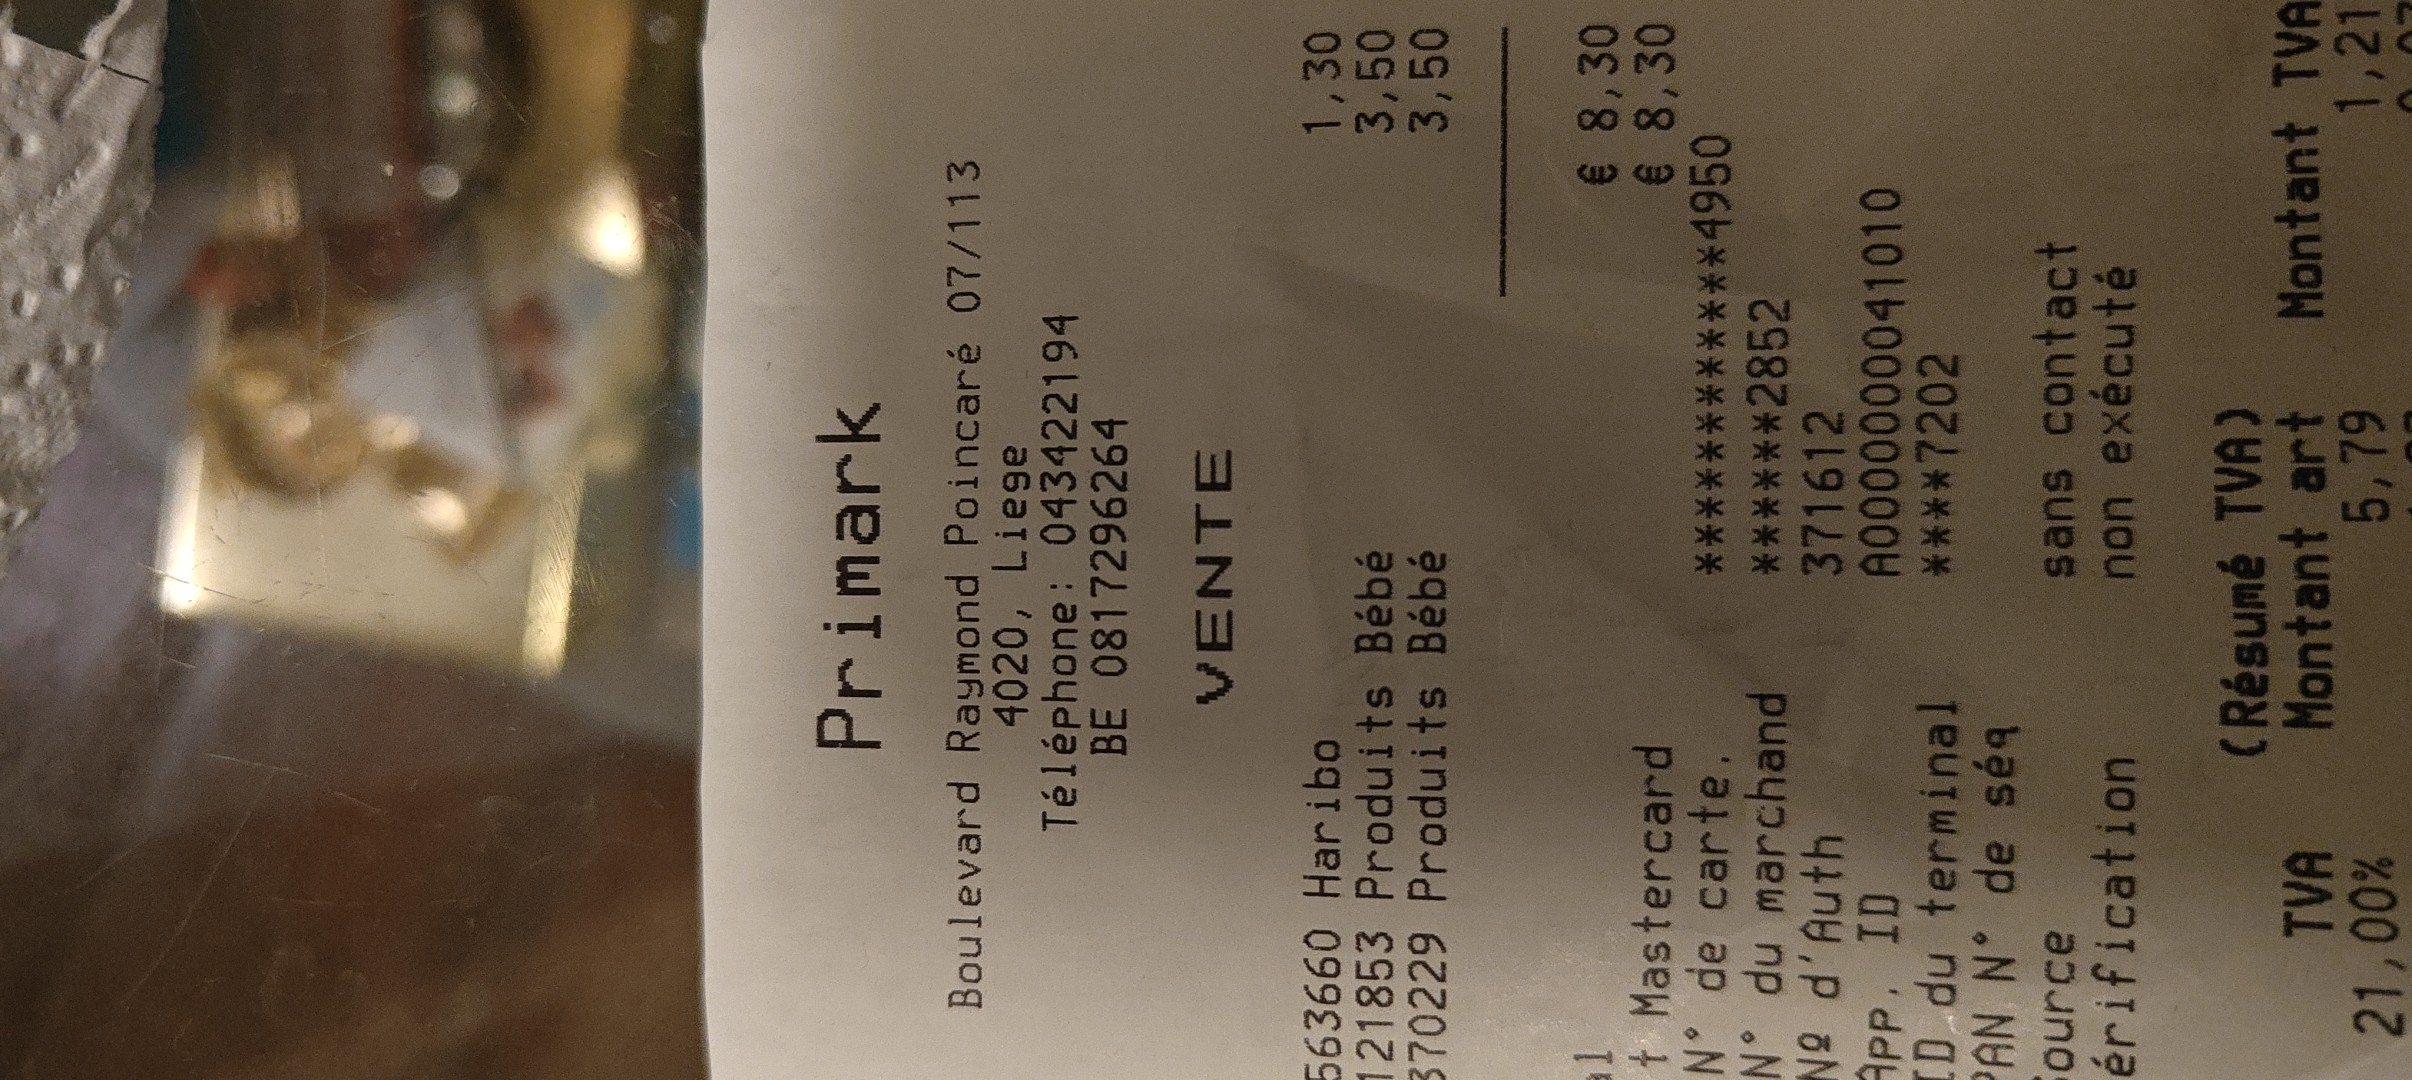 Primark
Boulevard Raymond Poincaré 07/113
4020, Liege
Téléphone: 043422194
BE 0817296264
VENTE
563660 Haribo 1,30
121853 Produits Bébé 3,50
370229 Produits Bébé 3,50
€ 8,30
Mastercard € 8,30
N° de carte. ****************4950
N° du marchand ******2852
Nº d'Auth 371612
APP. ID A0000000041010
ID du terminal ****7202
PAN N° de séq
Source sans contact
érification non exécuté
(Résumé TVA)
TVA Montant art Montant TVA
21,00% 5,79 1,21